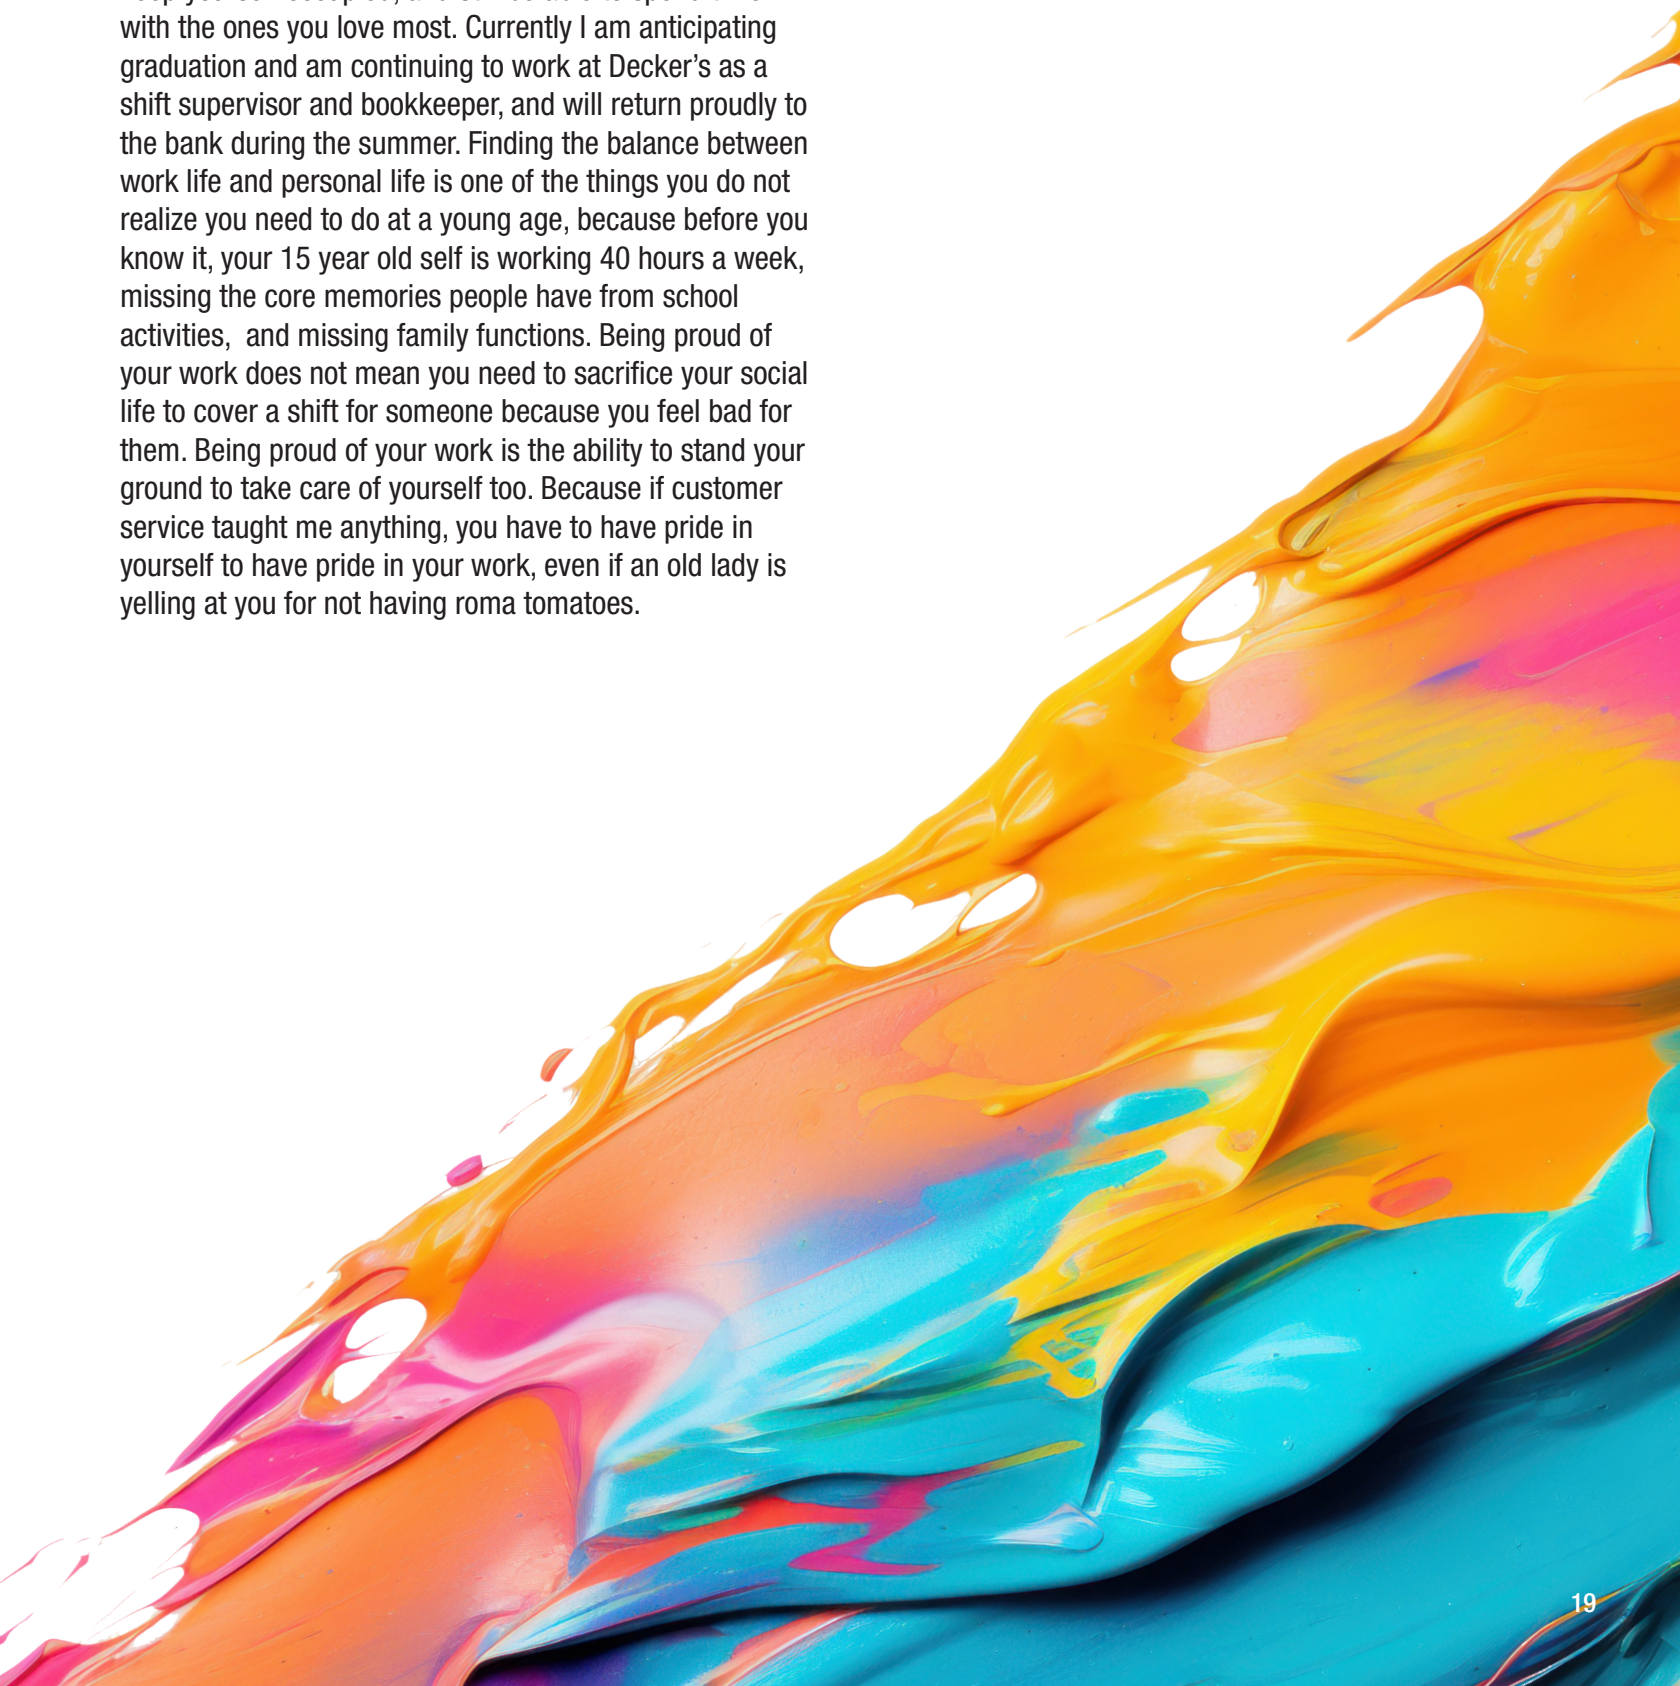 with the ones you love most. Currently I am anticipating
graduation and am continuing to work at Decker’s as a
shift supervisor and bookkeeper, and will return proudly to
the bank during the summer. Finding the balance between
work life and personal life is one of the things you do not
realize you need to do at a young age, because before you
know it, your 15 year old self is working 40 hours a week,
missing the core memories people have from school
activities,  and missing family functions. Being proud of
your work does not mean you need to sacrifice your social
life to cover a shift for someone because you feel bad for
them. Being proud of your work is the ability to stand your
ground to take care of yourself too. Because if customer
service taught me anything, you have to have pride in
yourself to have pride in your work, even if an old lady is
yelling at you for not having roma tomatoes.
19